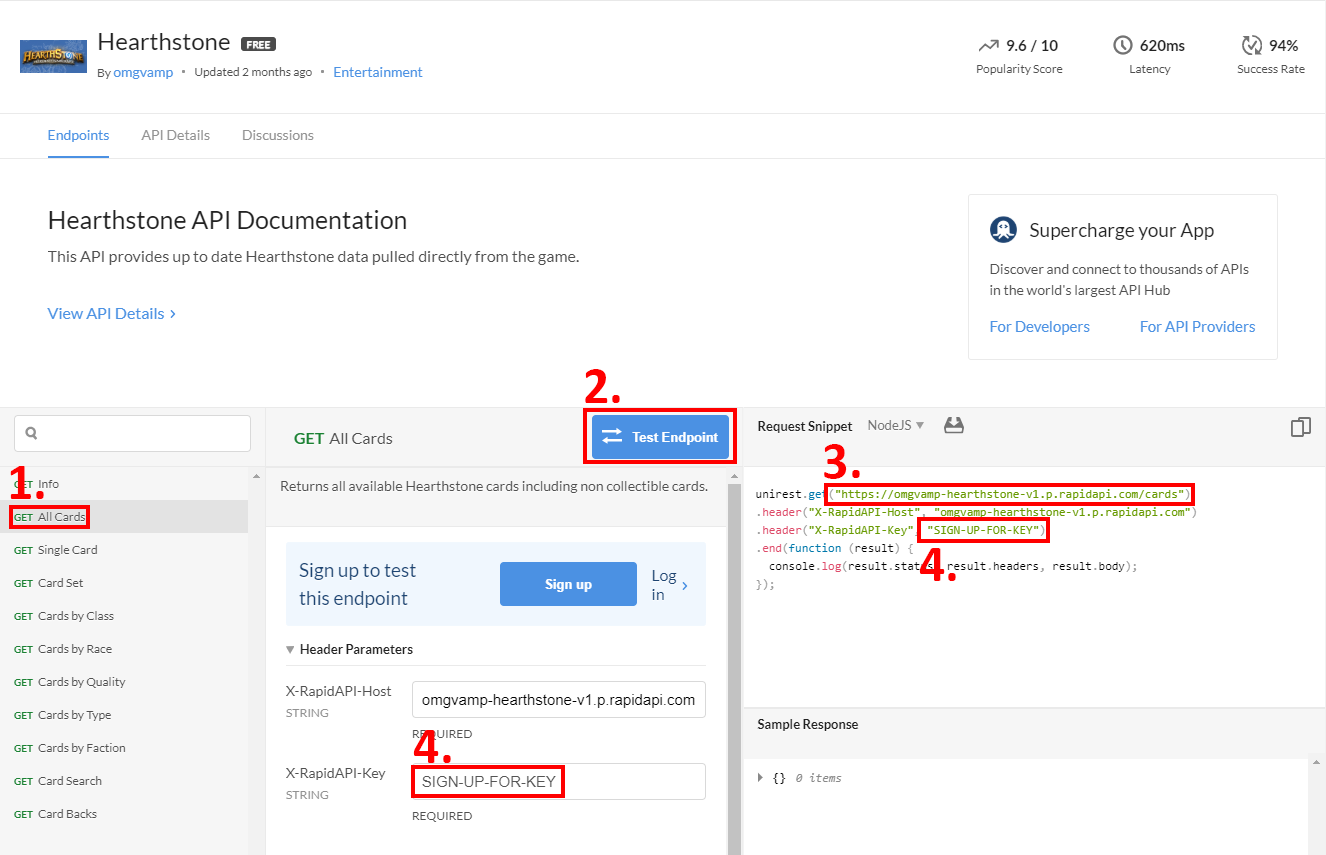 HEARTHSTONE
Hearthstone FREE
By omgvamp • Updated 2 months ago • Entertainment
9.6 / 10
Popularity Score
620ms
Latency
94%
Success Rate
Endpoints API Details Discussions
Hearthstone API Documentation
This API provides up to date Hearthstone data pulled directly from the game.
View API Details ›
Supercharge your App
Discover and connect to thousands of APIs
in the world's largest API Hub
For Developers For API Providers
1.
GET Info
GET All Cards
GET Single Card
GET Card Set
GET Cards by Class
GET Cards by Race
GET Cards by Quality
GET Cards by Type
GET Cards by Faction
GET Card Search
GET Card Backs
2.
GET All Cards
Test Endpoint
Returns all available Hearthstone cards including non collectible cards.
Sign up to test
this endpoint
Sign up
Log
in ›
Header Parameters
X-RapidAPI-Host
STRING
omgvamp-hearthstone-v1.p.rapidapi.com
REQUIRED
4.
X-RapidAPI-Key
STRING
SIGN-UP-FOR-KEY
REQUIRED
Request Snippet NodeJS
3.
unirest.get("https://omgvamp-hearthstone-v1.p.rapidapi.com/cards")
.header("X-RapidAPI-Host", "omgvamp-hearthstone-v1.p.rapidapi.com")
.header("X-RapidAPI-Key", "SIGN-UP-FOR-KEY")
.end(function (result) {
console.log(result.status, result.headers, result.body);
});
4.
Sample Response
{} 0 items